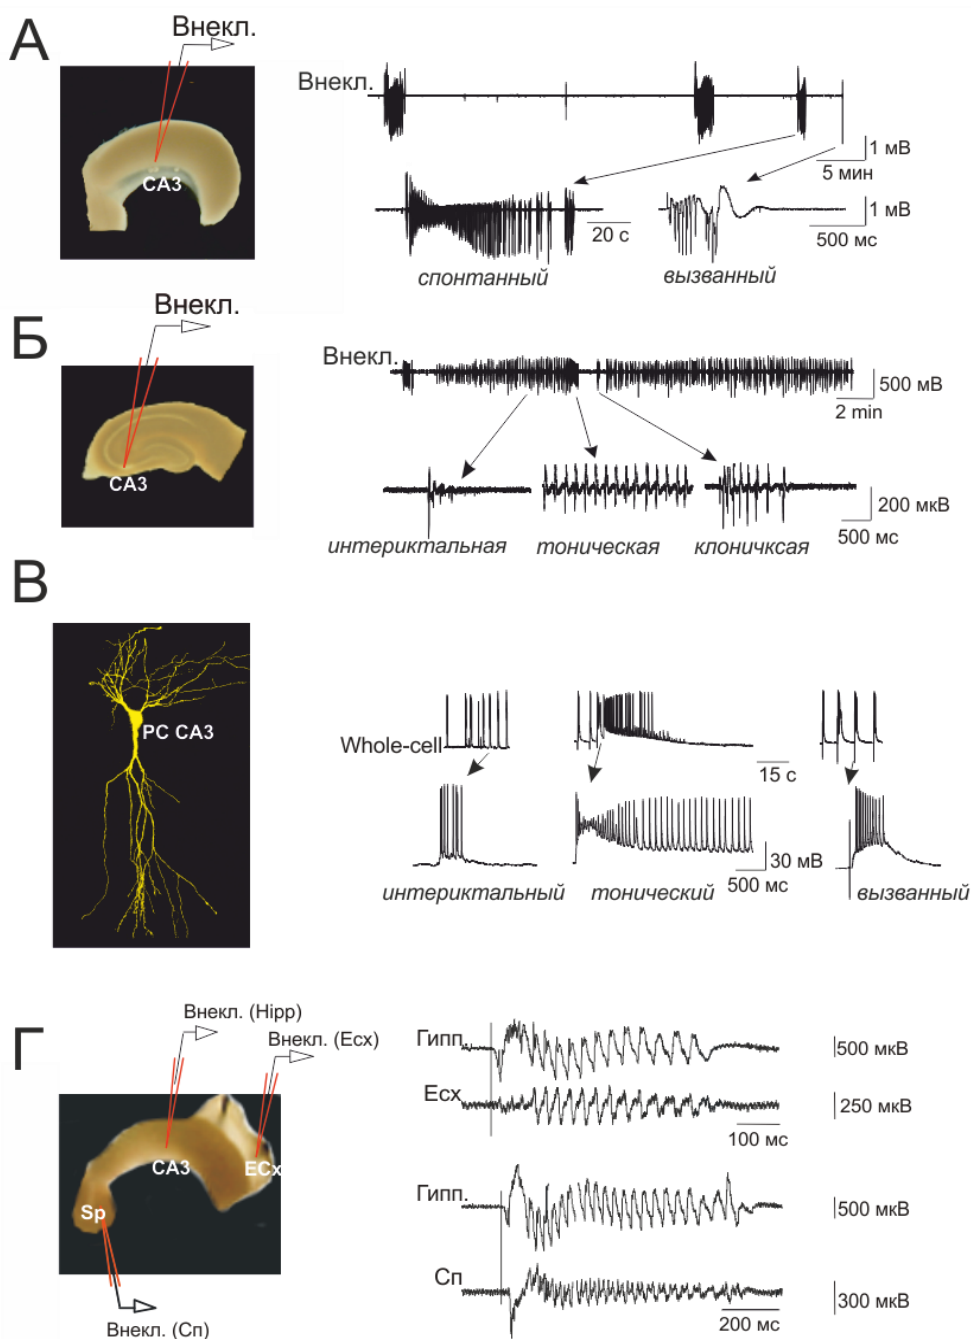 А
Внекл.
CA3
Внекл.
1 мВ
5 мин
1 мВ
20 с
500 мс
спонтанный
вызванный
Б
Внекл.
CA3
Внекл.
500 мВ
2 min
200 мкВ
500 мс
интериктальная
тоническая
клоничксая
В
PC CA3
Whole-cell
15 с
30 мВ
500 мс
интериктальный
тонический
вызванный
Г
Внекл. (Hipp)
Внекл. (Ecx)
CA3
ECx
Sp
Внекл. (Сп)
Гипп.
500 мкВ
Ecx
250 мкВ
100 мс
Гипп.
500 мкВ
Сп
300 мкВ
200 мс